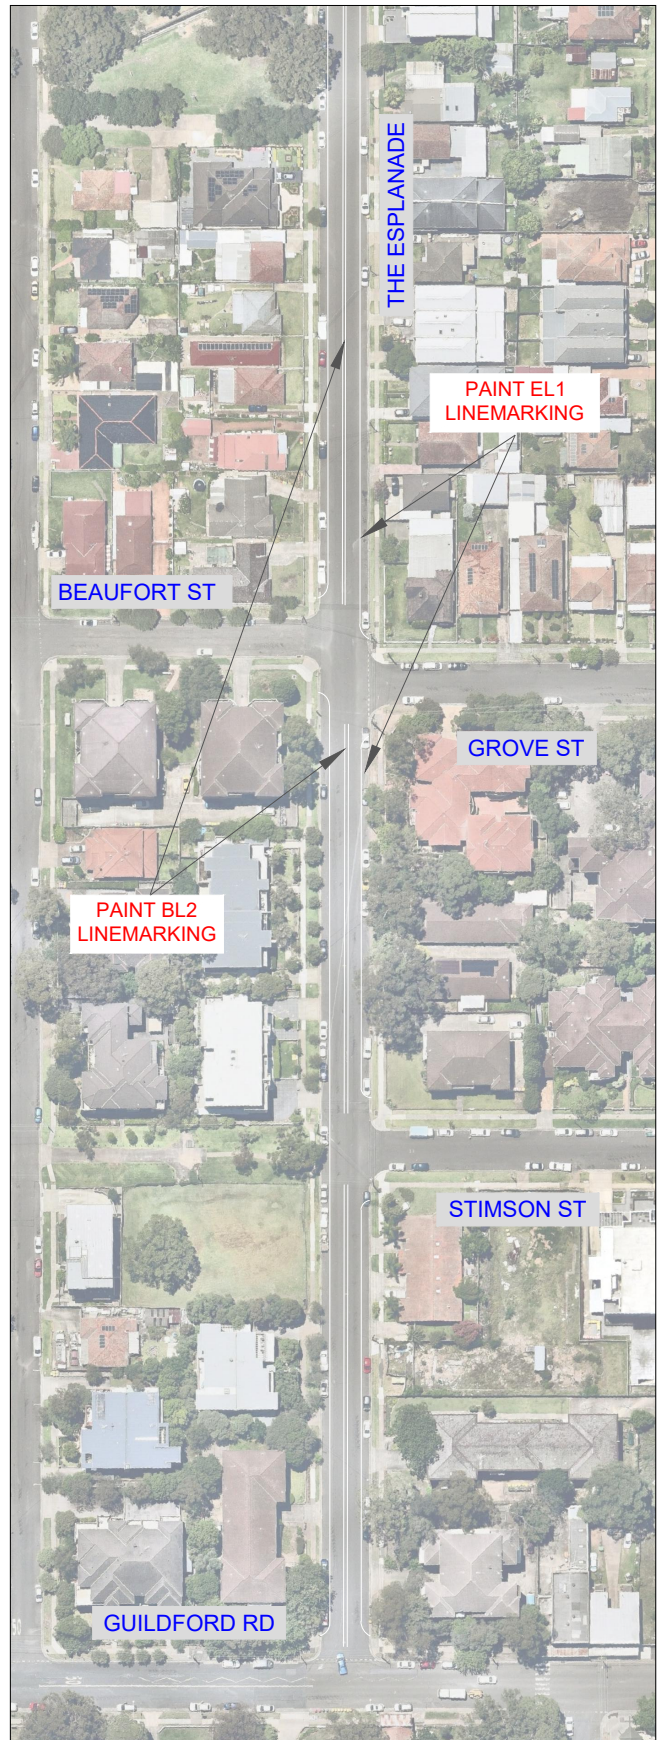 THE ESPLANADE
PAINT EL1
LINEMARKING
BEAUFORT ST
GROVE ST
PAINT BL2
LINEMARKING
STIMSON ST
GUILDFORD RD